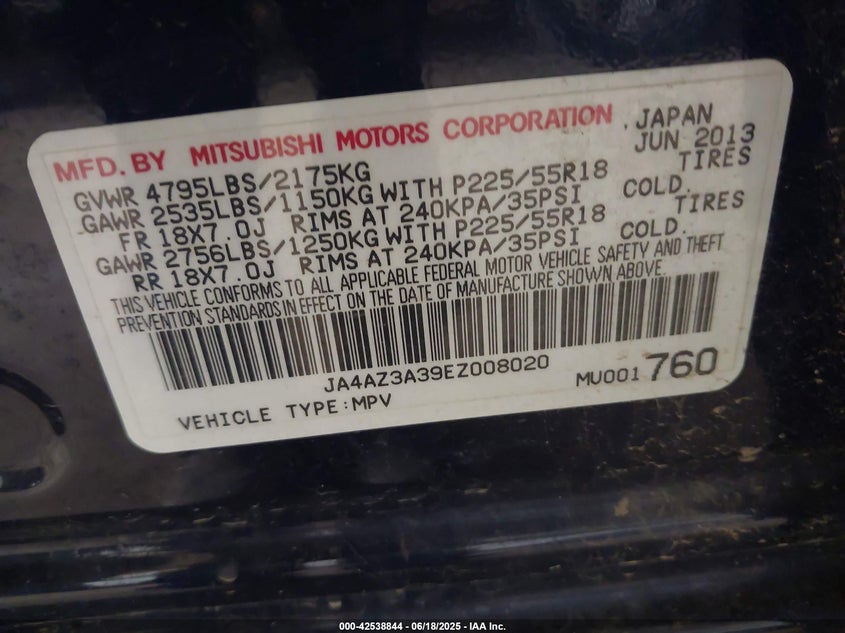 MFD. BY MITSUBISHI MOTORS CORPORATION . JAPAN
JUN 2013
GVWR 4795LBS/2175KG
GAWR 2535LBS/1150KG WITH P225/55R18 TIRES
FR 18X7.0J RIMS AT 240KPA/35PSI COLD.
GAWR 2756LBS/1250KG WITH P225/55R18 TIRES
RR 18X7.0J RIMS AT 240KPA/35PSI COLD.
THIS VEHICLE CONFORMS TO ALL APPLICABLE FEDERAL MOTOR VEHICLE SAFETY AND THEFT
PREVENTION STANDARDS IN EFFECT ON THE DATE OF MANUFACTURE SHOWN ABOVE.
JA4AZ3A39EZ008020
MU001 760
VEHICLE TYPE:MPV
000-42538844 - 06/18/2025 - IAA Inc.